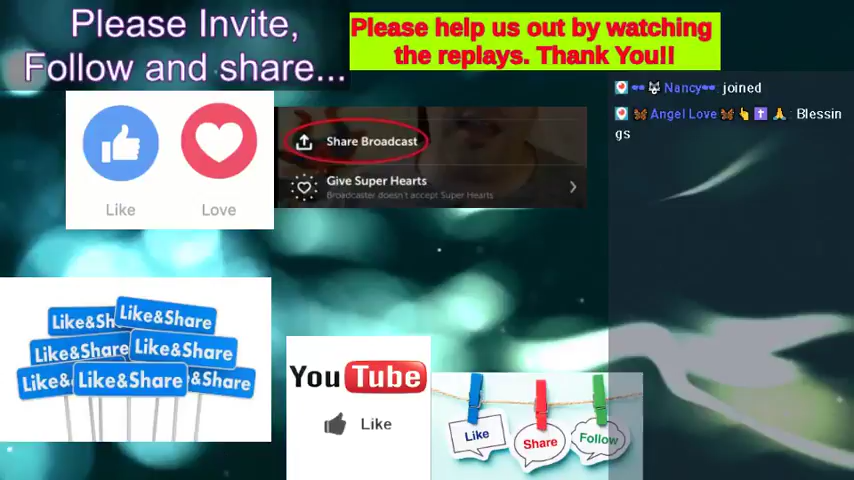 Please Invite,
Follow and share...
Please help us out by watching
the replays. Thank You!!
Nancy joined
Angel Love : Blessin
gs
Like
Love
Share Broadcast
Give Super Hearts
Broadcaster doesn't accept Super Hearts
Like&Sh
Like&Share
Like&Share
Like&Share
Like&
Like&Share
&Share
YouTube
Like
Like
Share
Follow